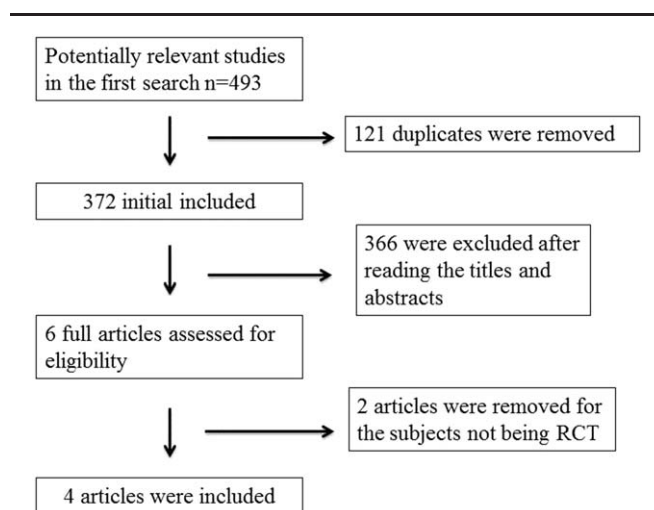 Potentially relevant studies
in the first search n=493
121 duplicates were removed
372 initial included
366 were excluded after
reading the titles and
abstracts
6 full articles assessed for
eligibility
2 articles were removed for
the subjects not being RCT
4 articles were included